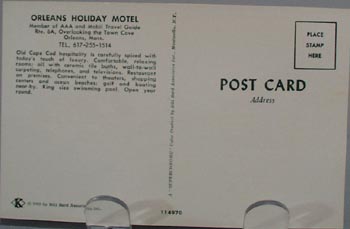 ORLEANS HOLIDAY MOTEL
Member of AAA and Mobil Travel Guide
Rte. 6A, Overlooking the Town Cove
Orleans, Mass.
TEL. 617-255-1514
Old Cape Cod hospitality is carefully spiced with
today's touch of luxury. Comfortable, relaxing
rooms; all with ceramic tile baths, wall-to-wall
carpeting, telephones, and televisions. Restaurant
on premises. Convenient to theaters, shopping
centers and ocean beaches; golf and boating
nearby. King size swimming pool. Open year
round.
PLACE
STAMP
HERE
POST CARD
Address
K
114870